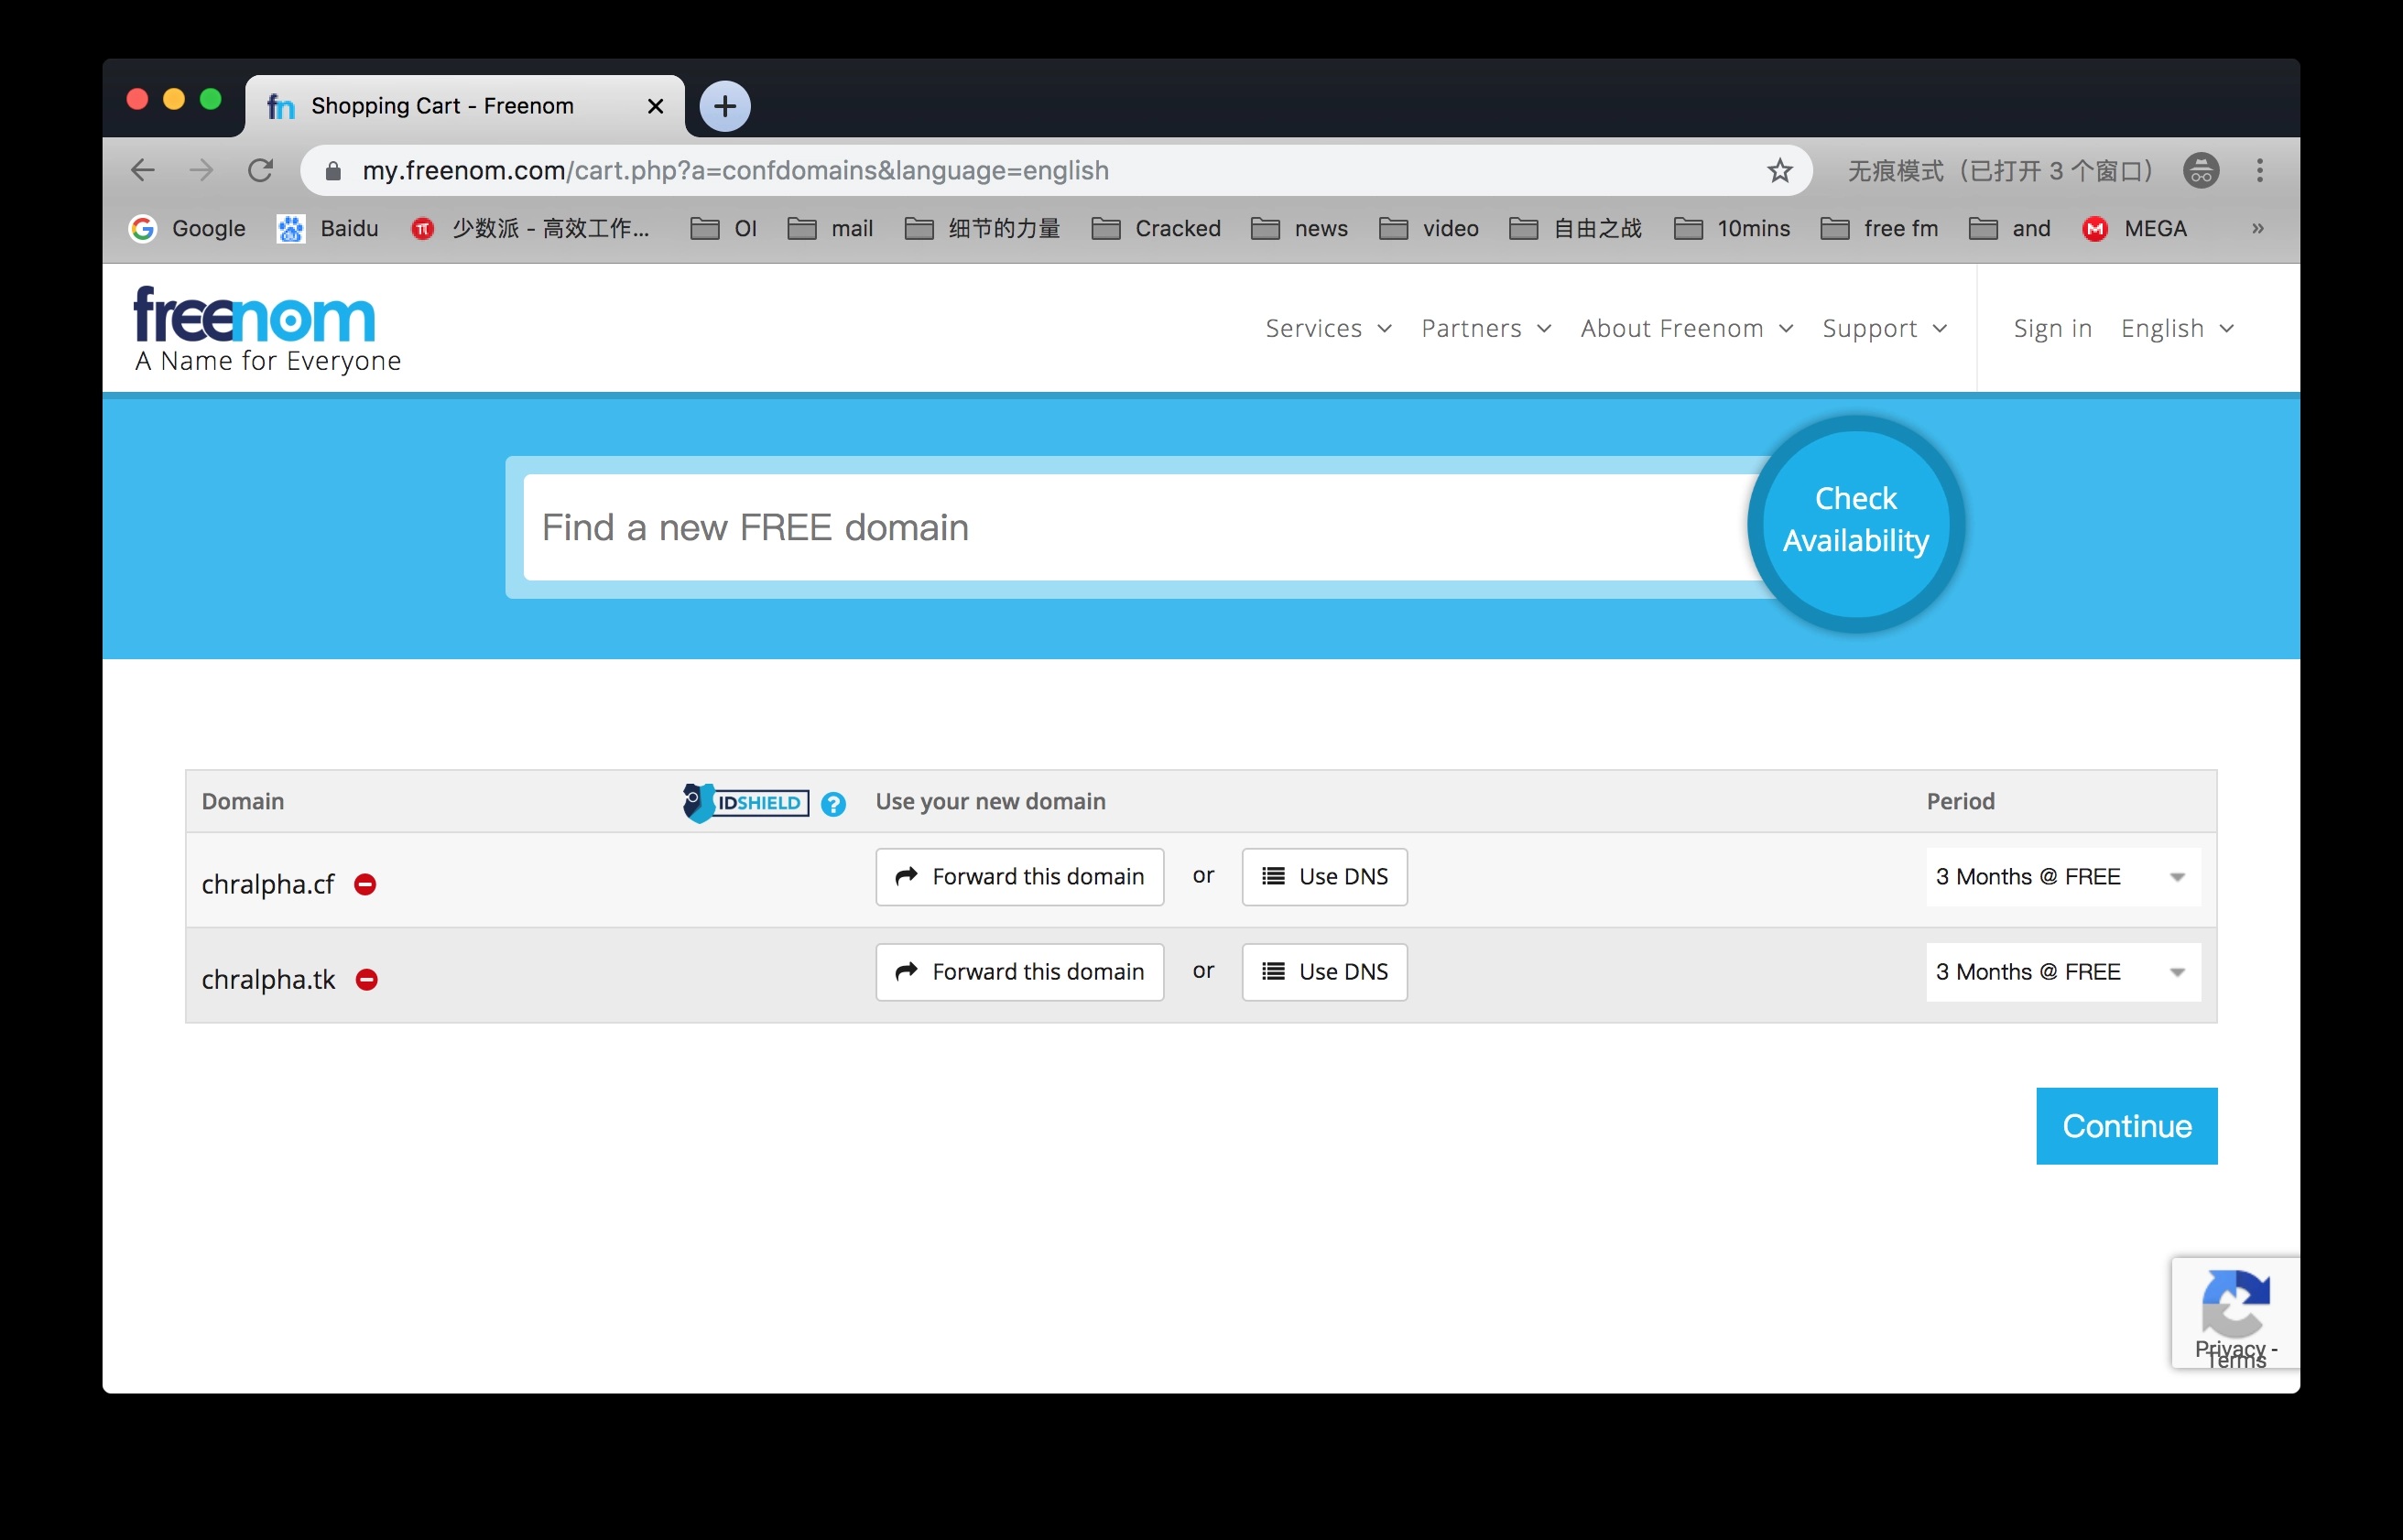 Shopping Cart - Freenom
my.freenom.com/cart.php?a=confdomains&language=english
无痕模式（已打开 3 个窗口）
Google Baidu 少数派 - 高效工作... OI mail 细节的力量 Cracked news video 自由之战 10mins free fm and MEGA »
freenom
A Name for Everyone
Services Partners About Freenom Support Sign in English
Find a new FREE domain
Check
Availability
Domain IDSHIELD ? Use your new domain Period
chralpha.cf Forward this domain or Use DNS 3 Months @ FREE
chralpha.tk Forward this domain or Use DNS 3 Months @ FREE
Continue
Privacy -
Terms